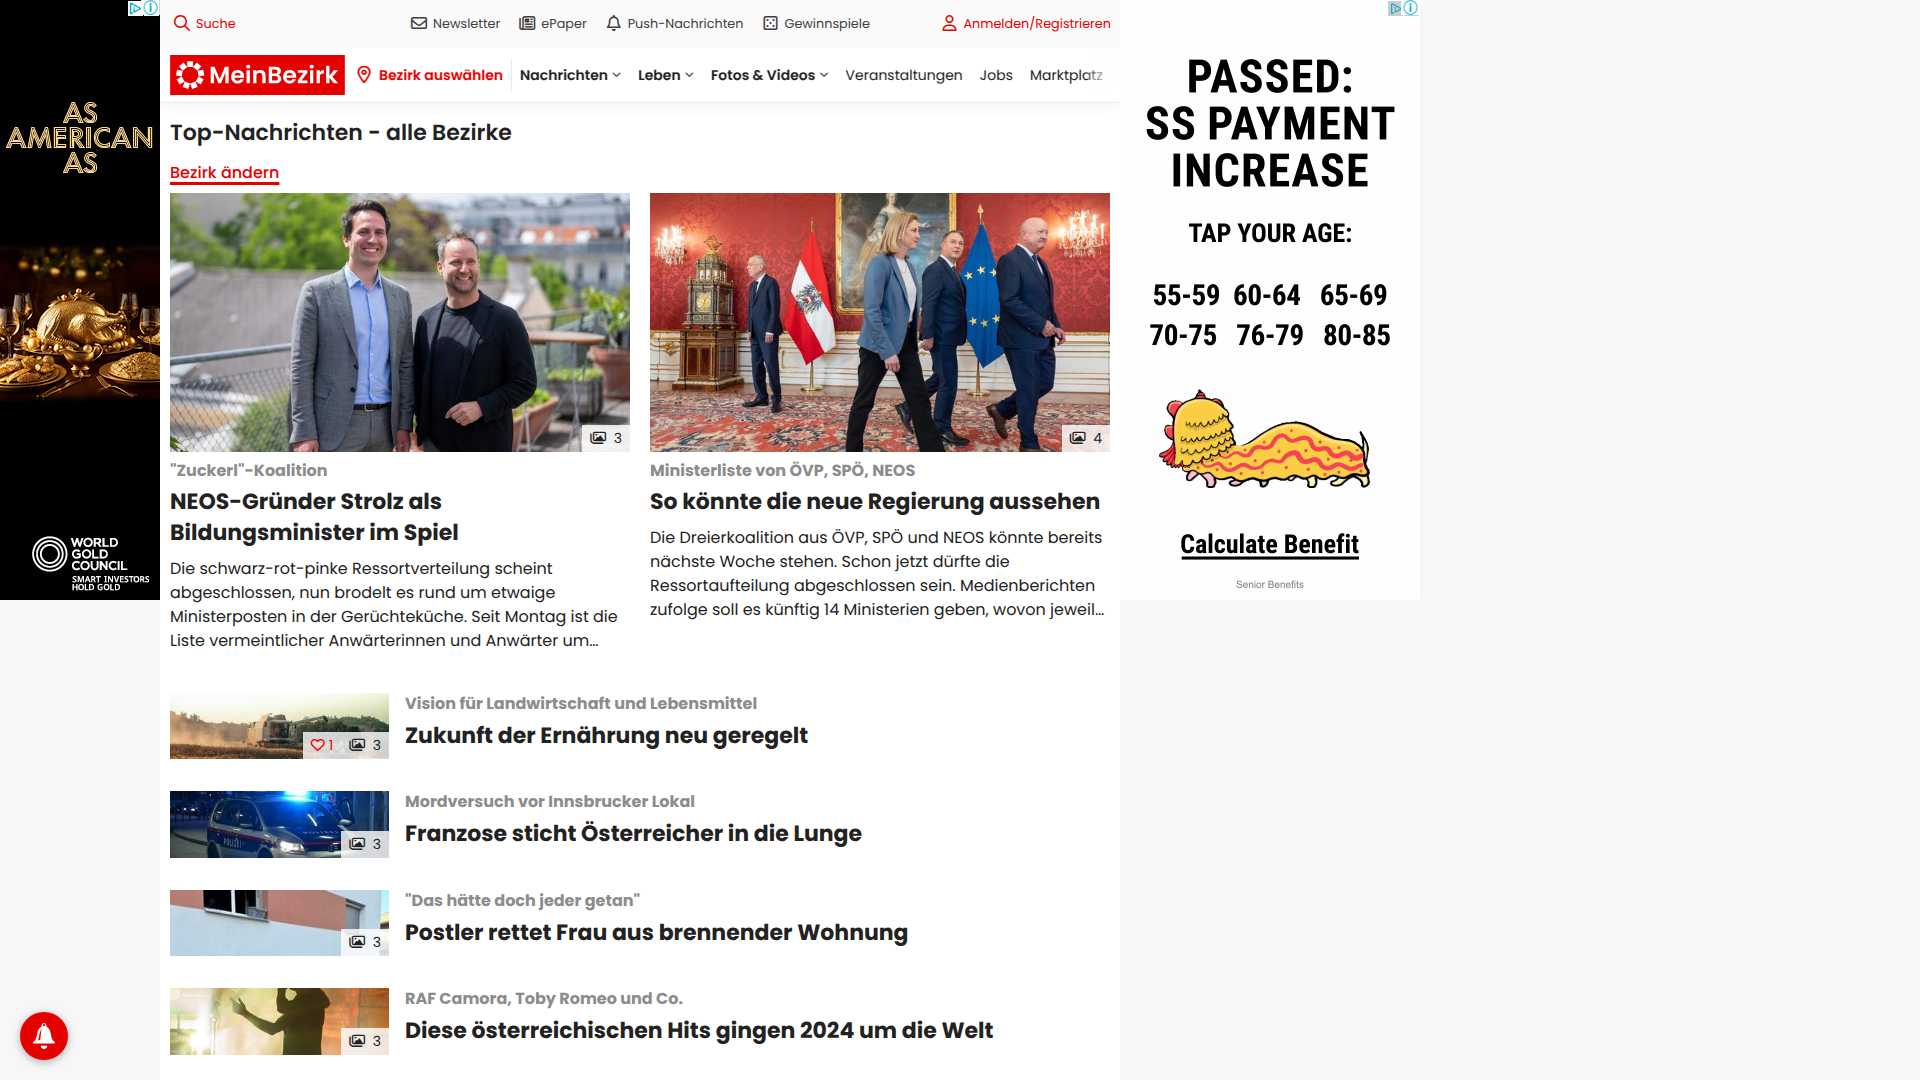 Suche
Newsletter
ePaper
Push-Nachrichten
Gewinnspiele
Anmelden/Registrieren
MeinBezirk
Bezirk auswählen
Nachrichten
Leben
Fotos & Videos
Veranstaltungen
Jobs
Marktplatz
AS
AMERICAN
AS
WORLD
GOLD
COUNCIL
SMART INVESTORS
HOLD GOLD
Top-Nachrichten - alle Bezirke
Bezirk ändern
3
"Zuckerl"-Koalition
NEOS-Gründer Strolz als
Bildungsminister im Spiel
Die schwarz-rot-pinke Ressortverteilung scheint
abgeschlossen, nun brodelt es rund um etwaige
Ministerposten in der Gerüchteküche. Seit Montag ist die
Liste vermeintlicher Anwärterinnen und Anwärter um...
4
Ministerliste von ÖVP, SPÖ, NEOS
So könnte die neue Regierung aussehen
Die Dreierkoalition aus ÖVP, SPÖ und NEOS könnte bereits
nächste Woche stehen. Schon jetzt dürfte die
Ressortaufteilung abgeschlossen sein. Medienberichten
zufolge soll es künftig 14 Ministerien geben, wovon jeweil...
1 3
Vision für Landwirtschaft und Lebensmittel
Zukunft der Ernährung neu geregelt
POLIZEI
3
Mordversuch vor Innsbrucker Lokal
Franzose sticht Österreicher in die Lunge
3
"Das hätte doch jeder getan"
Postler rettet Frau aus brennender Wohnung
3
RAF Camora, Toby Romeo und Co.
Diese österreichischen Hits gingen 2024 um die Welt
PASSED:
SS PAYMENT
INCREASE
TAP YOUR AGE:
55-59 60-64 65-69
70-75 76-79 80-85
Calculate Benefit
Senior Benefits